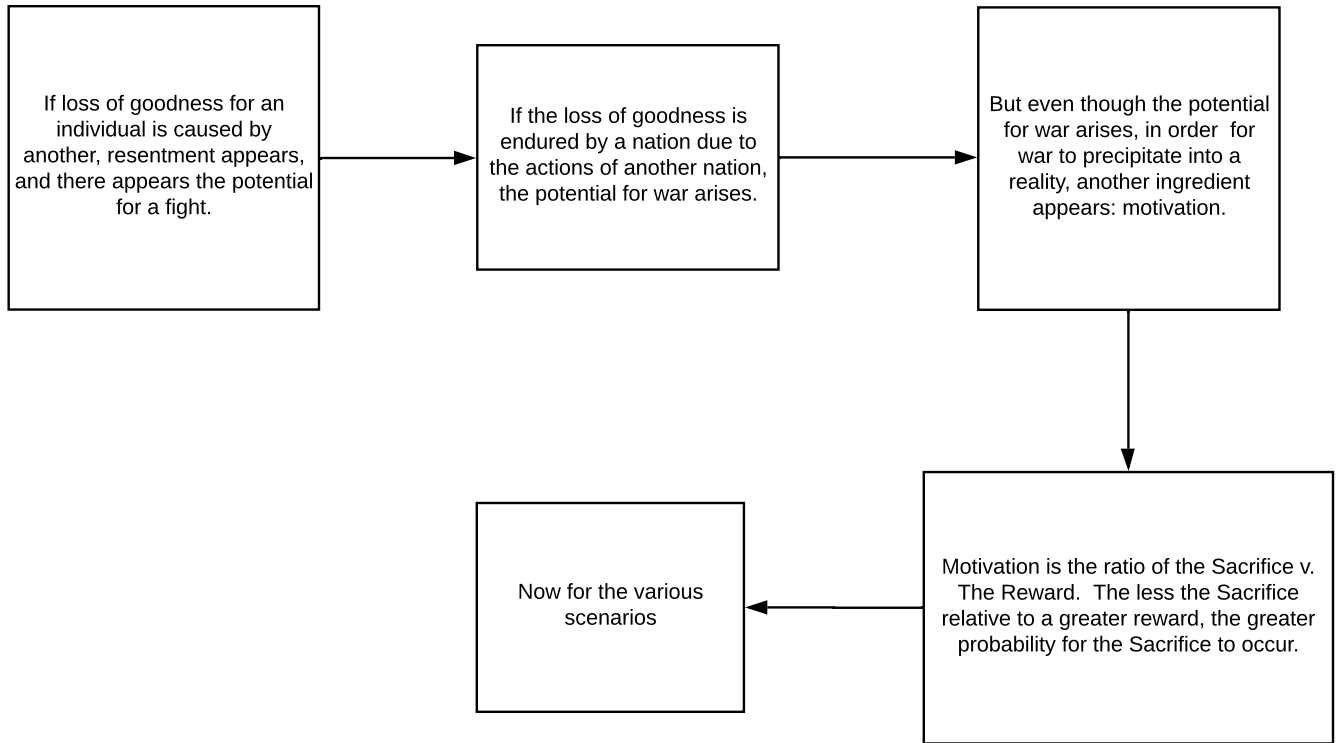 If loss of goodness for an
individual is caused by
another, resentment appears,
and there appears the potential
for a fight.
If the loss of goodness is
endured by a nation due to
the actions of another nation,
the potential for war arises.
But even though the potential
for war arises, in order  for
war to precipitate into a
reality, another ingredient
appears: motivation.
Motivation is the ratio of the Sacrifice v.
The Reward.  The less the Sacrifice
relative to a greater reward, the greater
probability for the Sacrifice to occur.
Now for the various
scenarios